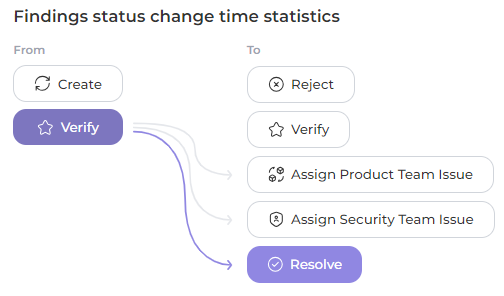 Findings status change time statistics
From
To
Create
Verify
Reject
Verify
Assign Product Team Issue
Assign Security Team Issue
Resolve